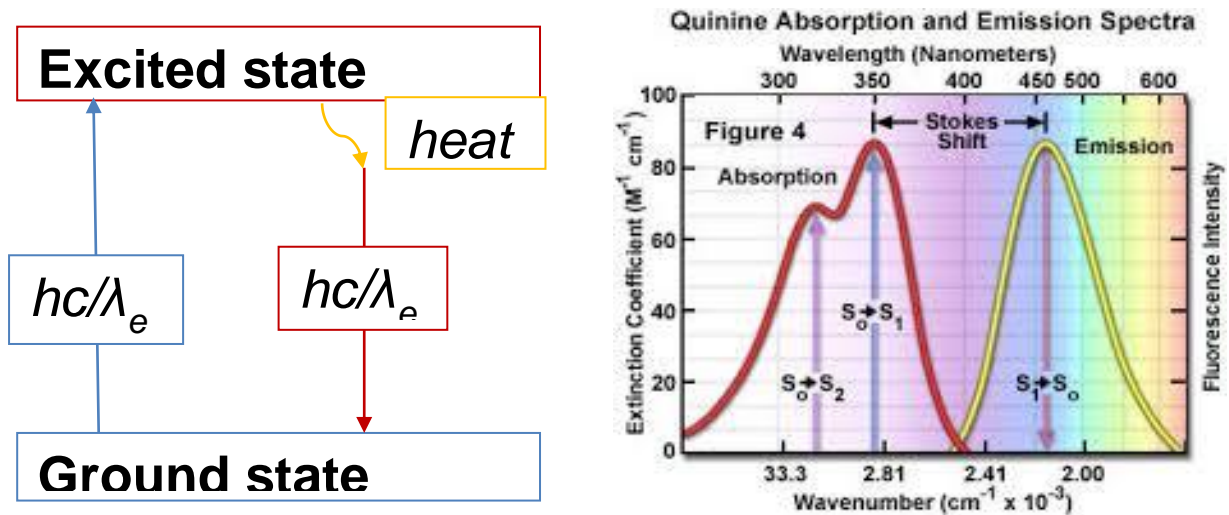 Excited state
heat
hc/λe
hc/λe
Ground state
Quinine Absorption and Emission Spectra
Wavelength (Nanometers)
300 350 400 450 500 600
100
80
60
40
20
0
Extinction Coefficient (M-1 cm-1)
Figure 4
Stokes
Shift
Absorption
Emission
So→S1
So→S2
S1→So
Fluorescence Intensity
33.3 2.81 2.41 2.00
Wavenumber (cm-1 x 10-3)